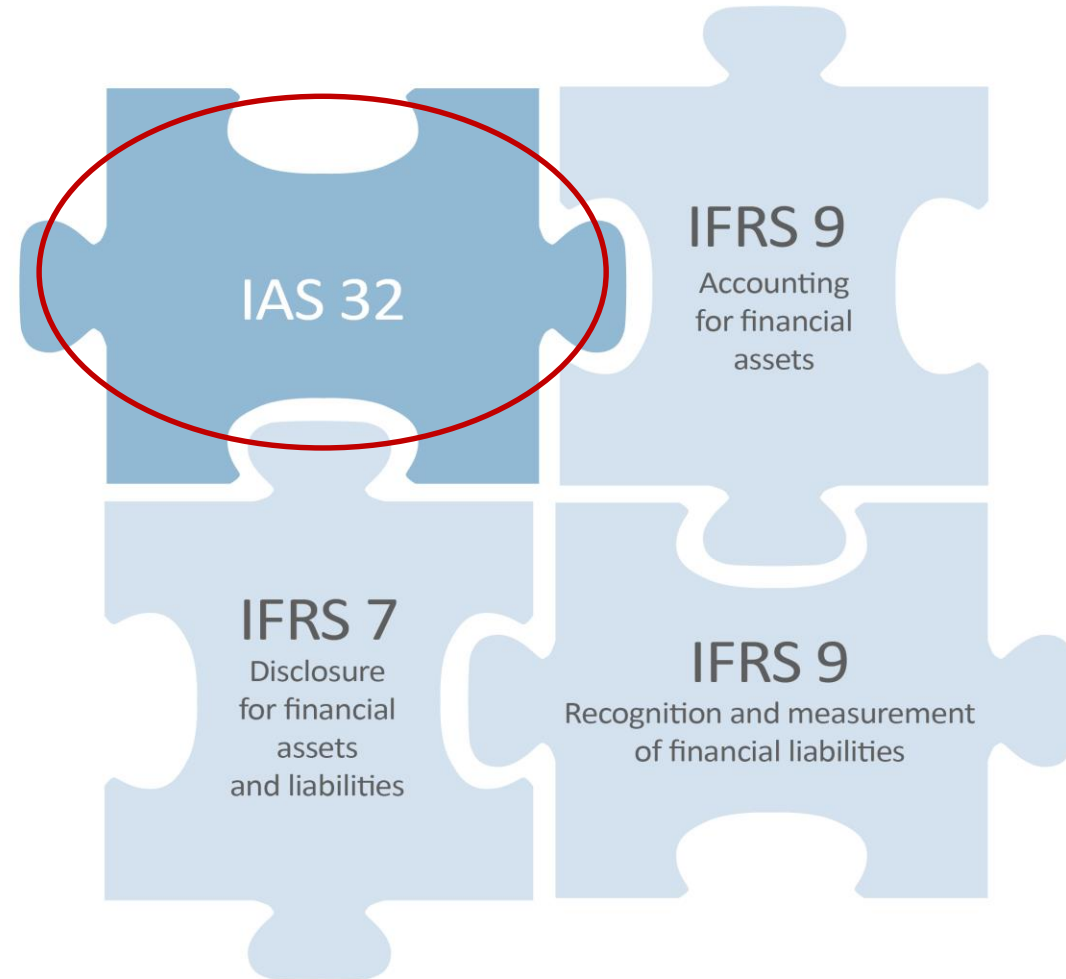 IAS 32
IFRS 9
Accounting
for financial
assets
IFRS 7
Disclosure
for financial
assets
and liabilities
IFRS 9
Recognition and measurement
of financial liabilities